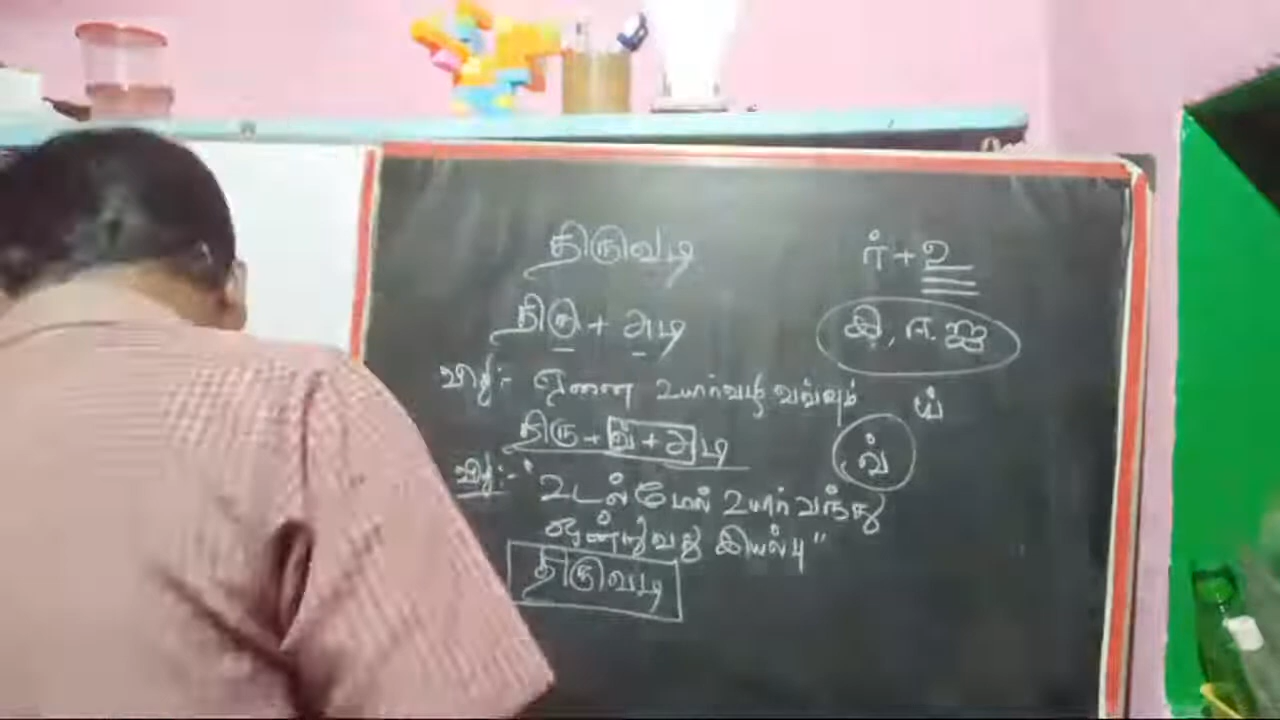 திருவடி
திரு + அடி
விதி:- ஏனை உயிர்வழி வவ்வும்
திரு + வ் + அடி
விதி:- "உடல் மேல் உயிர் வந்து
ஒன்றுவது இயல்பு"
திருவடி
ர் + உ
இ, ஈ, ஐ
ய்
வ்